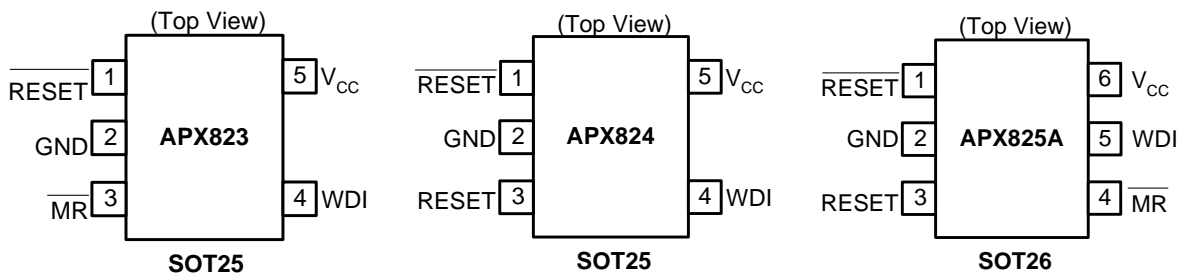 (Top View)
RESET 1
5 VCC
GND 2
APX823
MR 3
4 WDI
SOT25
(Top View)
RESET 1
5 VCC
GND 2
APX824
RESET 3
4 WDI
SOT25
(Top View)
RESET 1
6 VCC
GND 2
APX825A
5 WDI
RESET 3
4 MR
SOT26